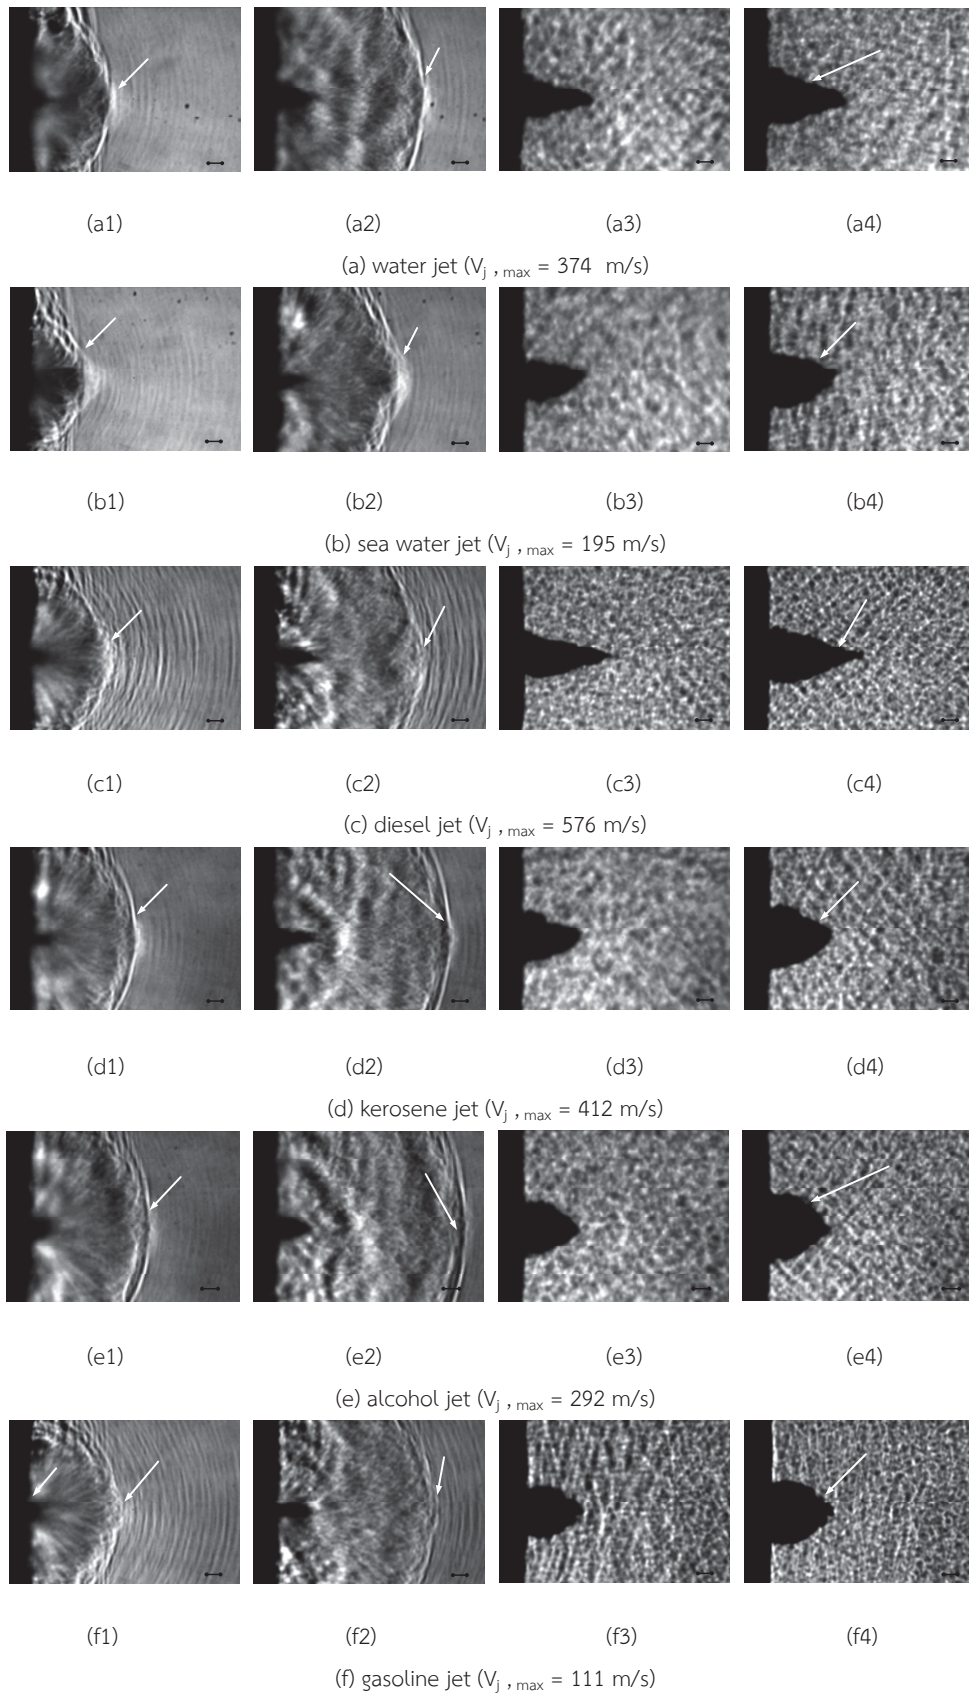 (a1) (a2) (a3) (a4)
(a) water jet (Vj ,max = 374 m/s)
(b1) (b2) (b3) (b4)
(b) sea water jet (Vj ,max = 195 m/s)
(c1) (c2) (c3) (c4)
(c) diesel jet (Vj ,max = 576 m/s)
(d1) (d2) (d3) (d4)
(d) kerosene jet (Vj ,max = 412 m/s)
(e1) (e2) (e3) (e4)
(e) alcohol jet (Vj ,max = 292 m/s)
(f1) (f2) (f3) (f4)
(f) gasoline jet (Vj ,max = 111 m/s)